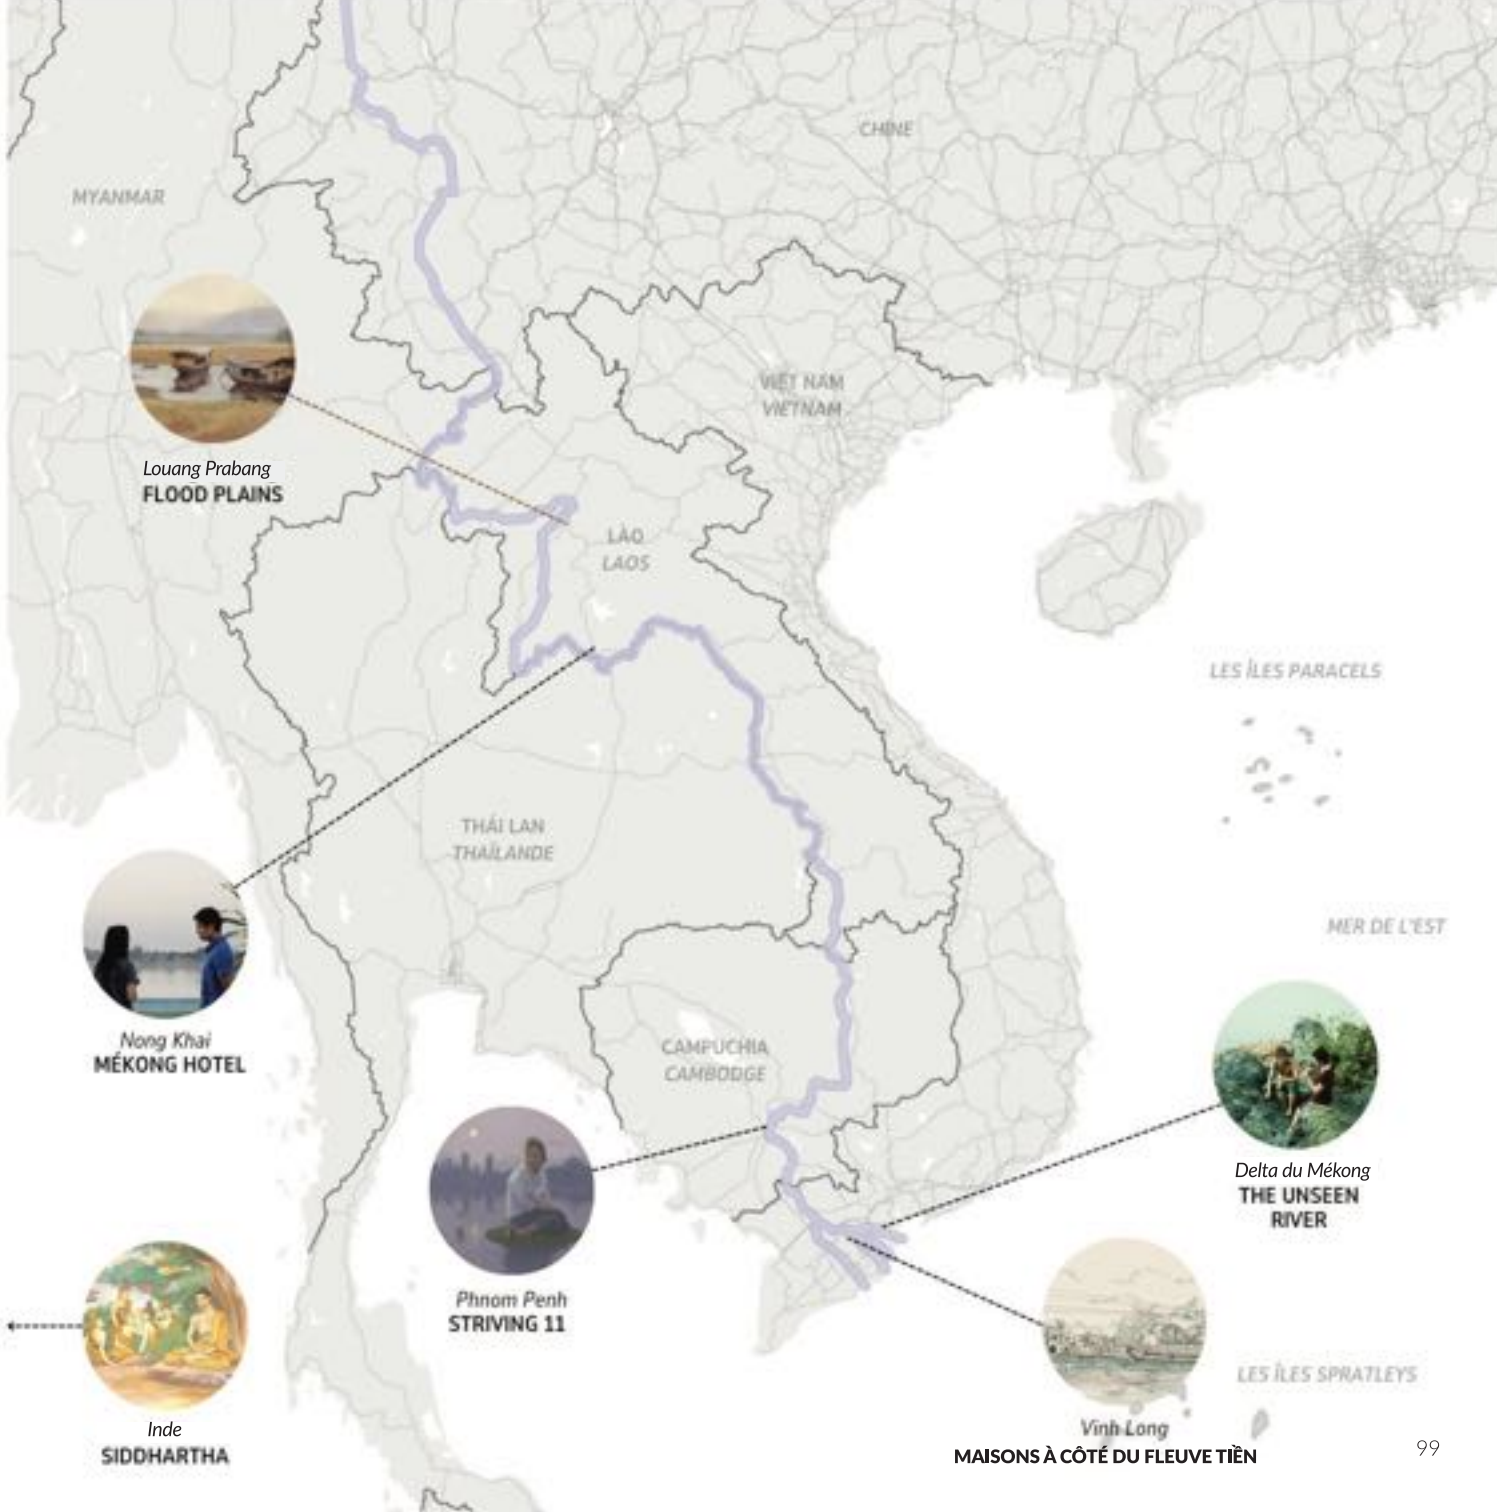 CHINE
MYANMAR
VIỆT NAM
VIETNAM
Louang Prabang
FLOOD PLAINS
LÀO
LAOS
LES ÎLES PARACELS
THÁI LAN
THAÏLANDE
MER DE L'EST
Nong Khai
MÉKONG HOTEL
CAMPUCHIA
CAMBODGE
Delta du Mékong
THE UNSEEN
RIVER
Phnom Penh
STRIVING 11
LES ÎLES SPRATLEYS
Inde
SIDDHARTHA
Vinh Long
MAISONS À CÔTÉ DU FLEUVE TIỀN
99